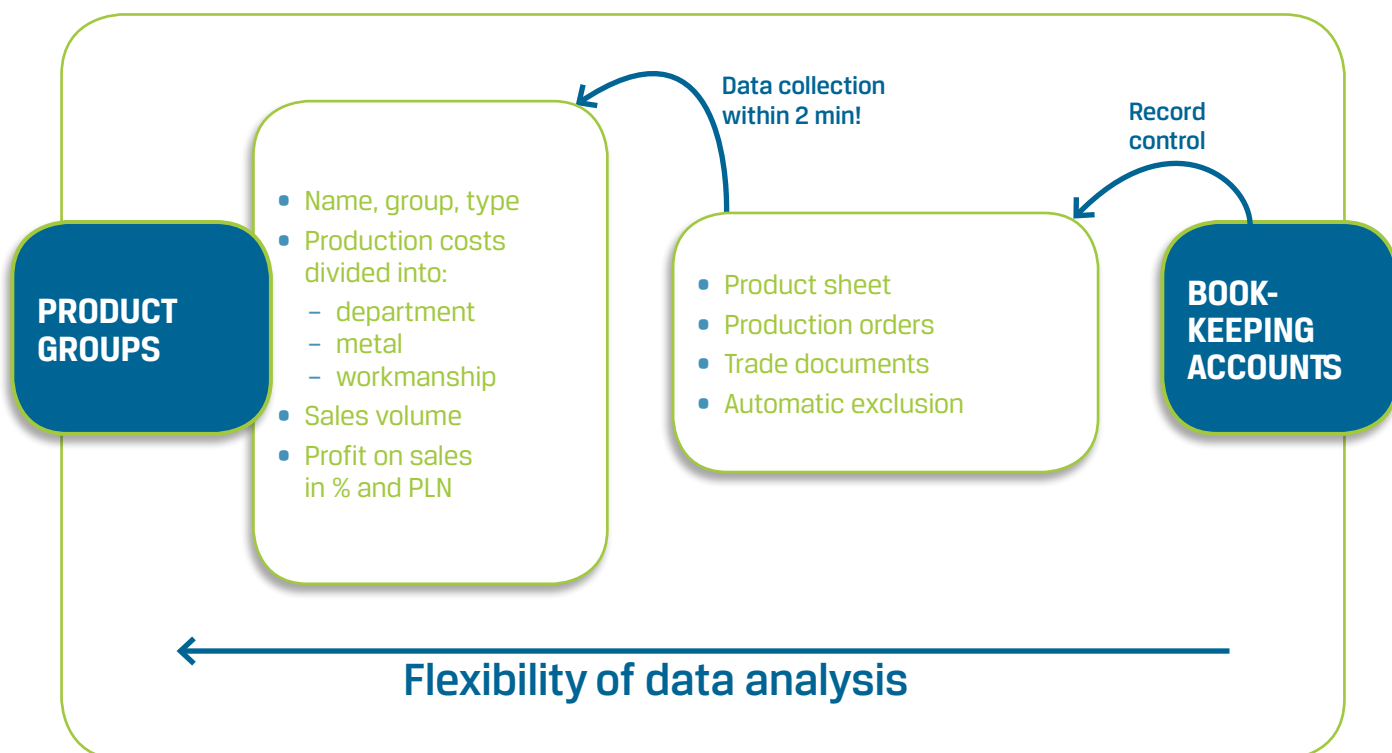 PRODUCT
GROUPS
• Name, group, type
• Production costs
divided into:
– department
– metal
– workmanship
• Sales volume
• Profit on sales
in % and PLN
Data collection
within 2 min!
• Product sheet
• Production orders
• Trade documents
• Automatic exclusion
Record
control
BOOK-
KEEPING
ACCOUNTS
Flexibility of data analysis